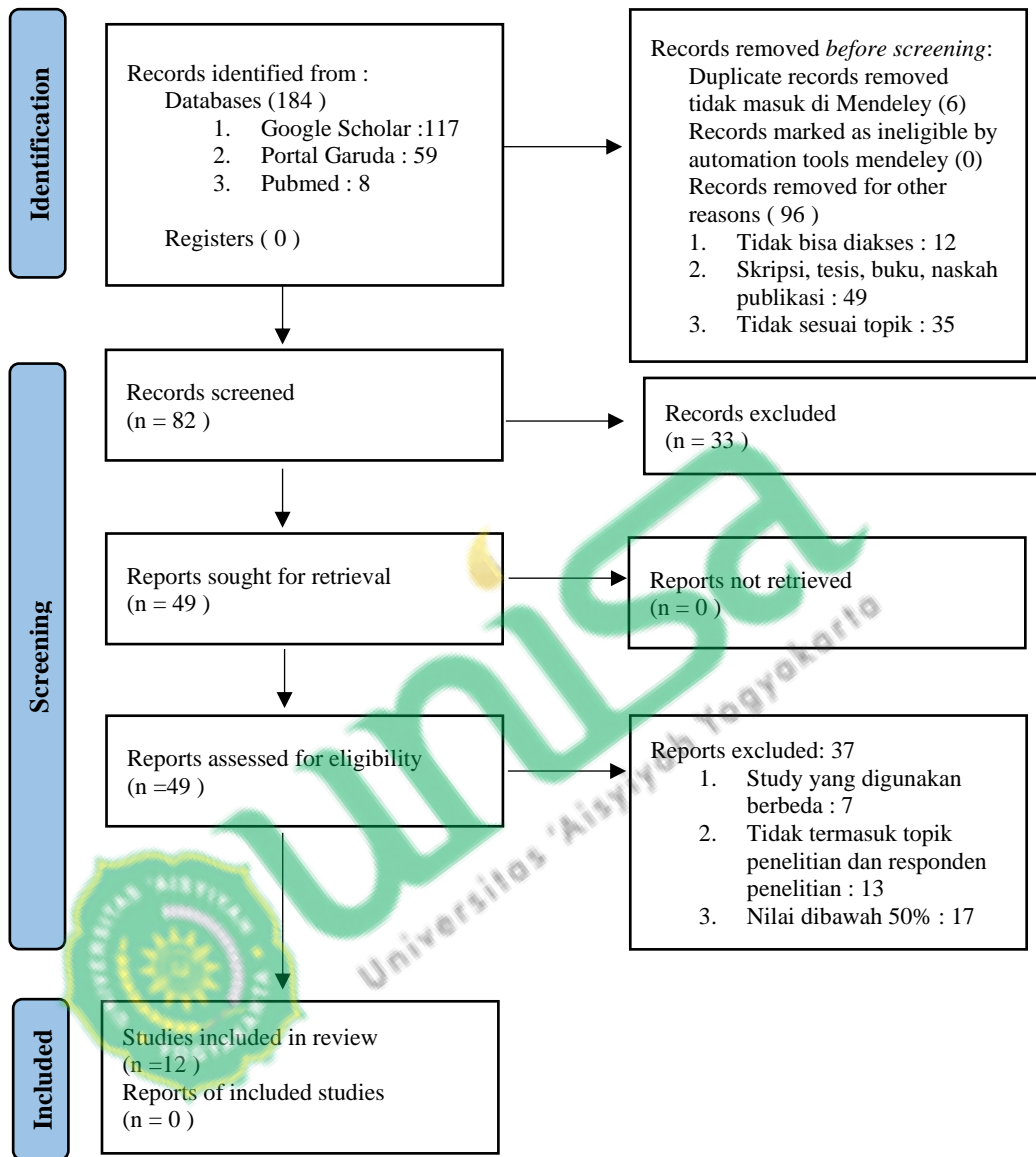 Identification
Records identified from :
Databases (184 )
1. Google Scholar :117
2. Portal Garuda : 59
3. Pubmed : 8
Registers ( 0 )
Records removed before screening:
Duplicate records removed
tidak masuk di Mendeley (6)
Records marked as ineligible by
automation tools mendeley (0)
Records removed for other
reasons ( 96 )
1. Tidak bisa diakses : 12
2. Skripsi, tesis, buku, naskah
publikasi : 49
3. Tidak sesuai topik : 35
Screening
Records screened
(n = 82 )
Records excluded
(n = 33 )
Reports sought for retrieval
(n = 49 )
Reports not retrieved
(n = 0 )
Reports assessed for eligibility
(n =49 )
Reports excluded: 37
1. Study yang digunakan
berbeda : 7
2. Tidak termasuk topik
penelitian dan responden
penelitian : 13
3. Nilai dibawah 50% : 17
Included
Studies included in review
(n =12 )
Reports of included studies
(n = 0 )
unisa
Universitas 'Aisyiyah Yogyakarta
UNIVERSITAS 'AISYIYAH